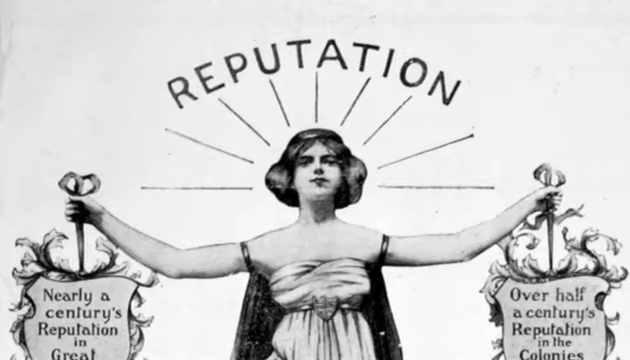 REPUTATION
Nearly a
century's
Reputation
in
Great
Over half
a century's
Reputation
in the
Colonies